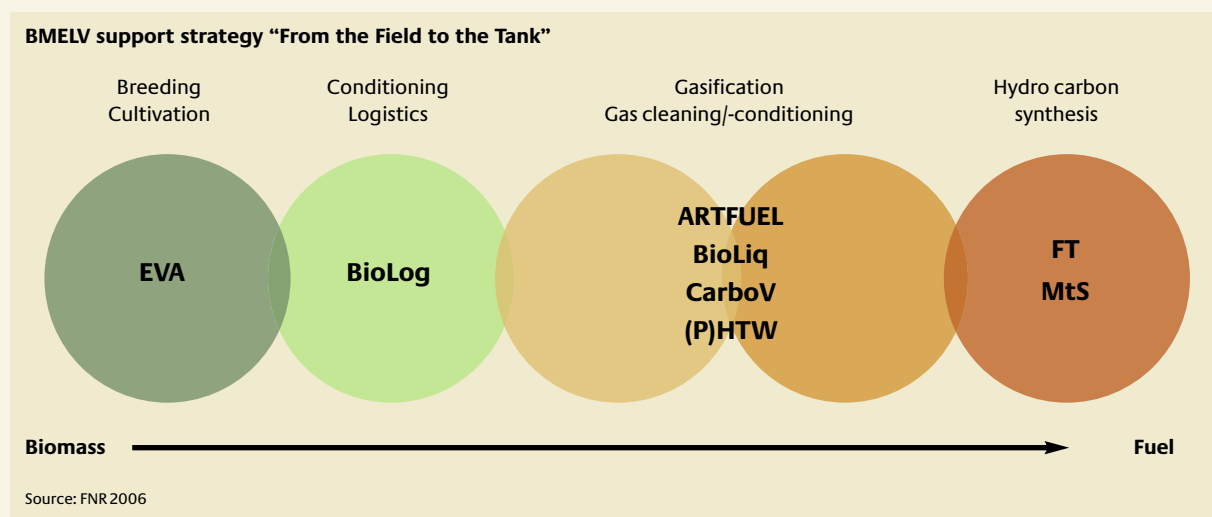 BMELV support strategy “From the Field to the Tank”
Breeding
Cultivation
Conditioning
Logistics
Gasification
Gas cleaning/-conditioning
Hydro carbon
synthesis
EVA
BioLog
ARTFUEL
BioLiq
CarboV
(P)HTW
FT
MtS
Biomass
Fuel
Source: FNR 2006